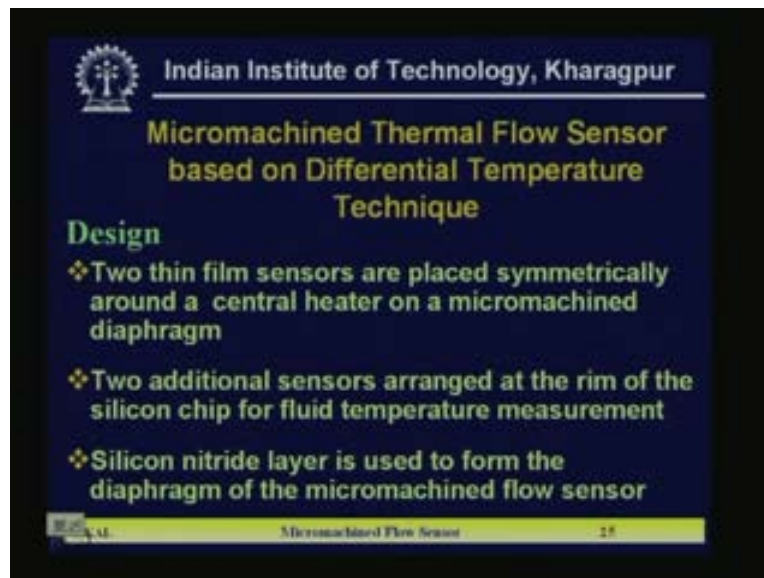 Indian Institute of Technology, Kharagpur
Micromachined Thermal Flow Sensor
based on Differential Temperature
Technique
Design
❖Two thin film sensors are placed symmetrically
around a central heater on a micromachined
diaphragm
❖Two additional sensors arranged at the rim of the
silicon chip for fluid temperature measurement
❖Silicon nitride layer is used to form the
diaphragm of the micromachined flow sensor
Micromachined Flow Sensor 25